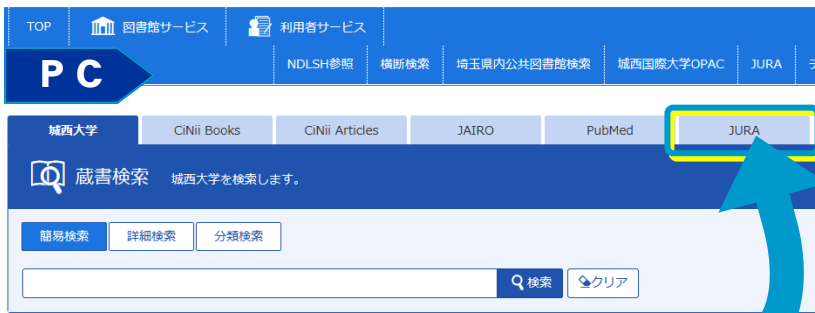 TOP 図書館サービス 利用者サービス
PC
NDLSH参照 横断検索 埼玉県内公共図書館検索 城西国際大学OPAC JURA
城西大学 CiNii Books CiNii Articles JAIRO PubMed JURA
蔵書検索 城西大学を検索します。
簡易検索 詳細検索 分類検索
検索 クリア